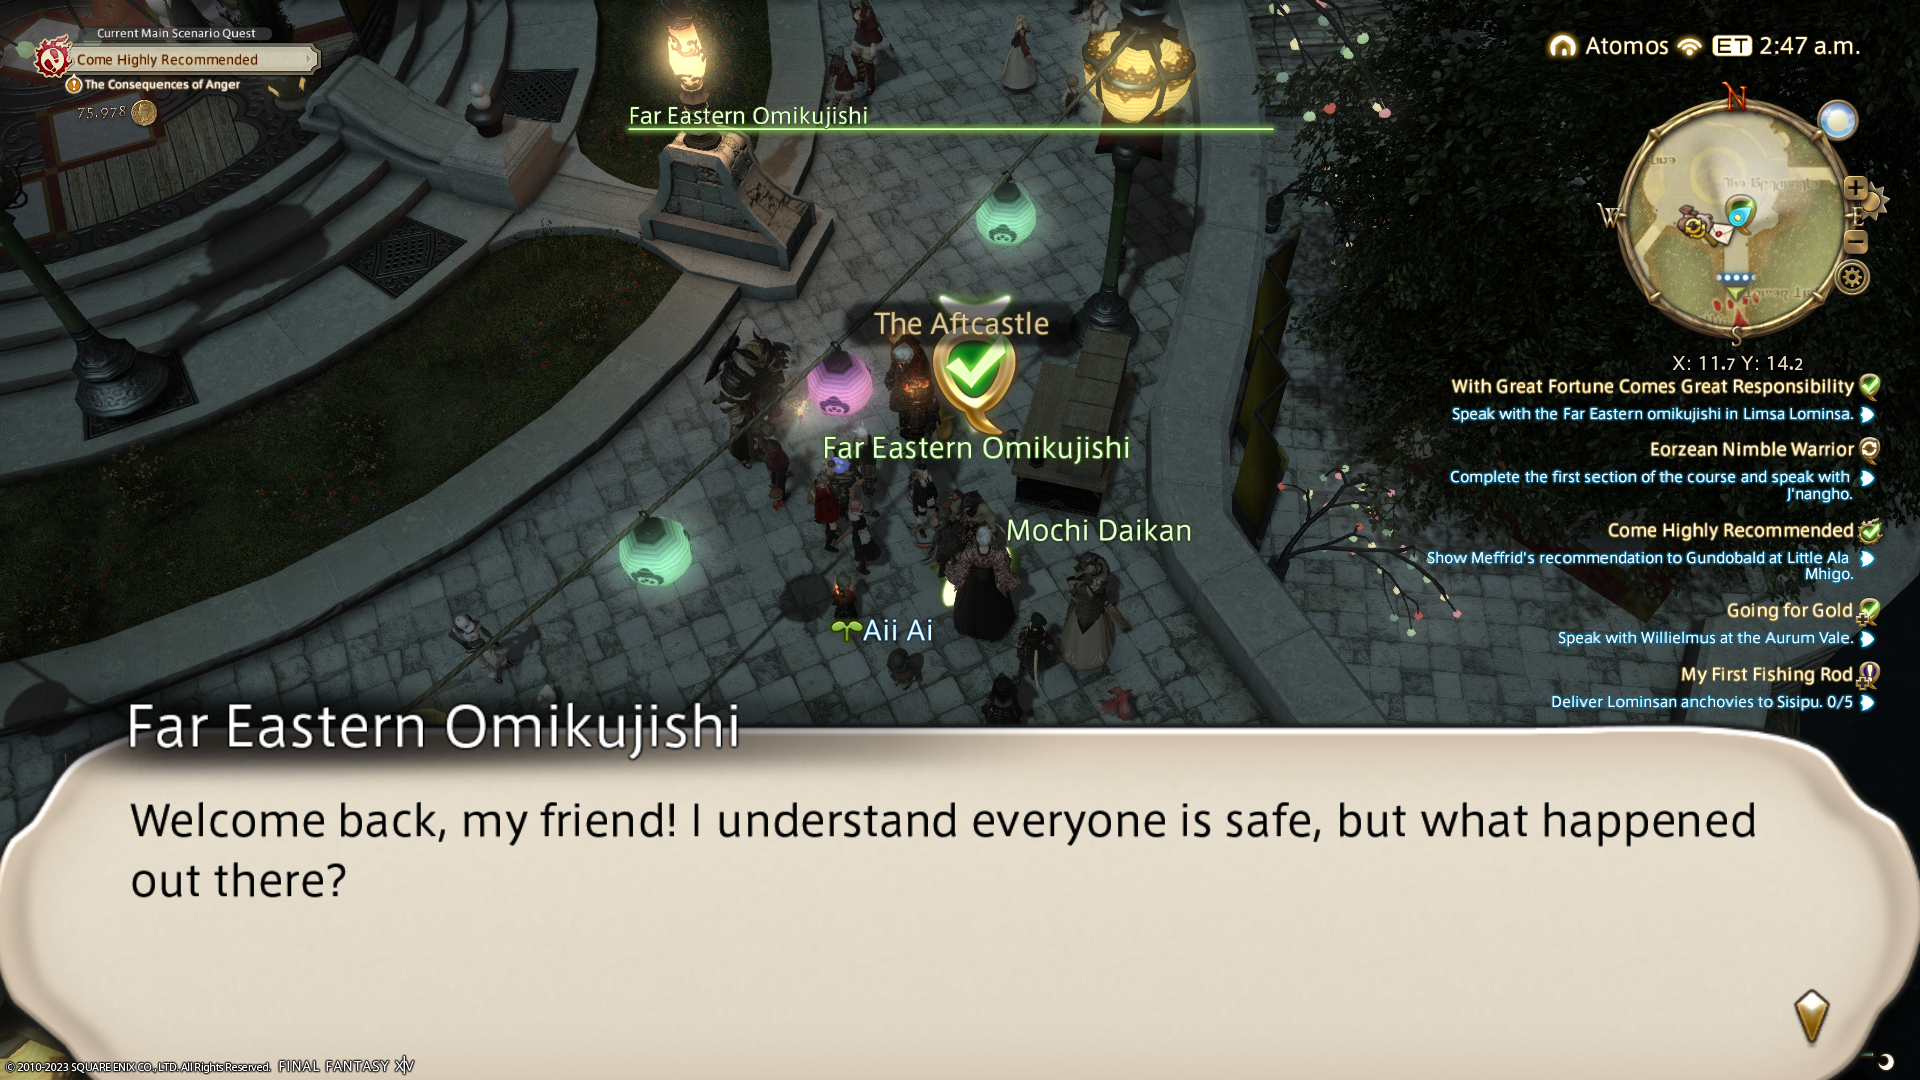 Current Main Scenario Quest
Come Highly Recommended
The Consequences of Anger
75,978
Far Eastern Omikujishi
Atomos ET 2:47 a.m.
N
W
E
S
X: 11.7 Y: 14.2
With Great Fortune Comes Great Responsibility
Speak with the Far Eastern omikujishi in Limsa Lominsa.
Eorzean Nimble Warrior
Complete the first section of the course and speak with
J'nangho.
Come Highly Recommended
Show Meffrid's recommendation to Gundobald at Little Ala
Mhigo.
Going for Gold
Speak with Willielmus at the Aurum Vale.
My First Fishing Rod
Deliver Lominsan anchovies to Sisipu. 0/5
The Aftcastle
Far Eastern Omikujishi
Mochi Daikan
Aii Ai
Far Eastern Omikujishi
Welcome back, my friend! I understand everyone is safe, but what happened
out there?
© 2010-2023 SQUARE ENIX CO., LTD. All Rights Reserved. FINAL FANTASY XIV